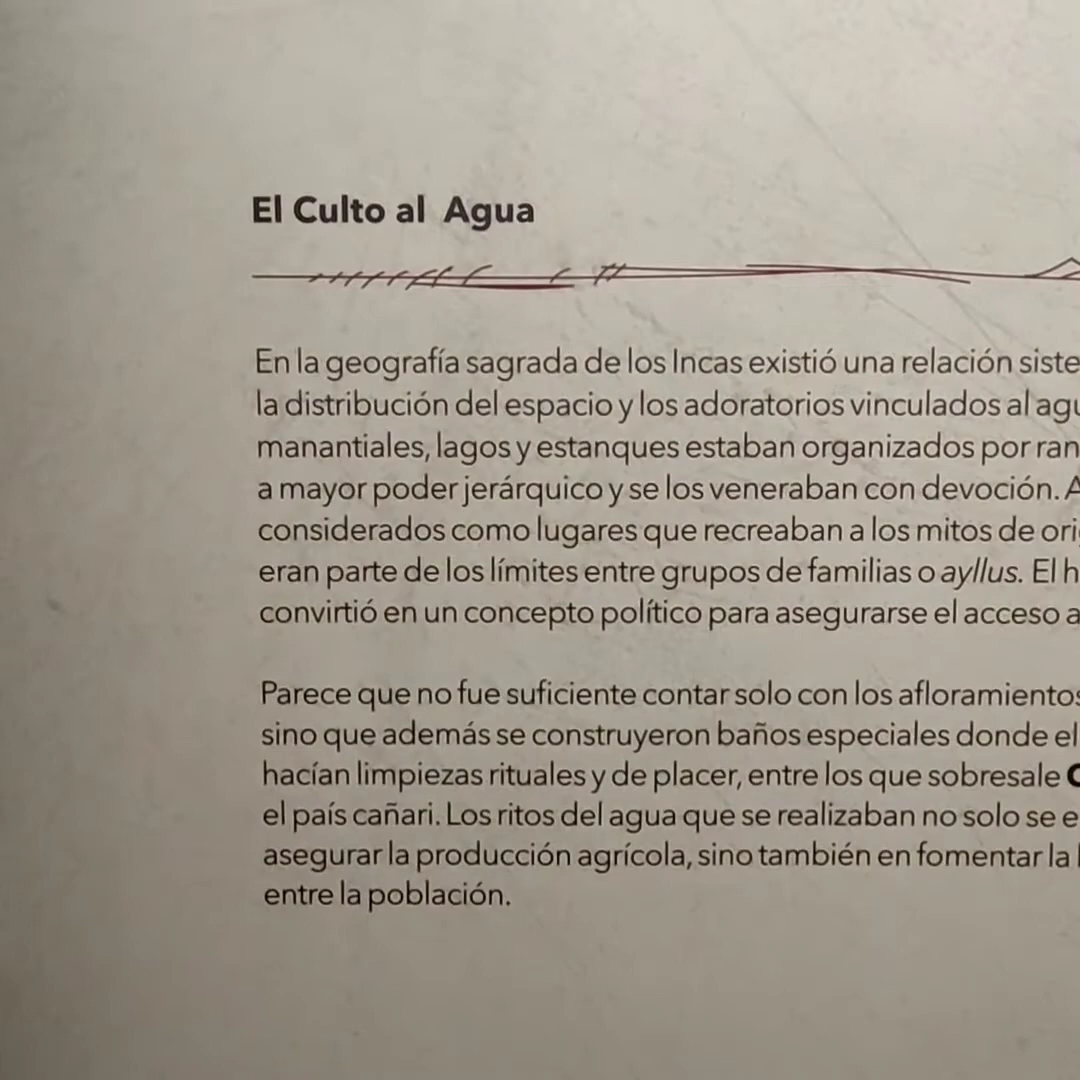 El Culto al Agua
En la geografía sagrada de los Incas existió una relación
la distribución del espacio y los adoratorios vinculados al
manantiales, lagos y estanques estaban organizados por
a mayor poder jerárquico y se los veneraban con devoción.
considerados como lugares que recreaban a los mitos de
eran parte de los límites entre grupos de familias o ayllus. El
convirtió en un concepto político para asegurarse el acceso a
Parece que no fue suficiente contar solo con los afloramientos
sino que además se construyeron baños especiales donde el
hacían limpiezas rituales y de placer, entre los que sobresale
el país cañari. Los ritos del agua que se realizaban no solo se
asegurar la producción agrícola, sino también en fomentar la
entre la población.